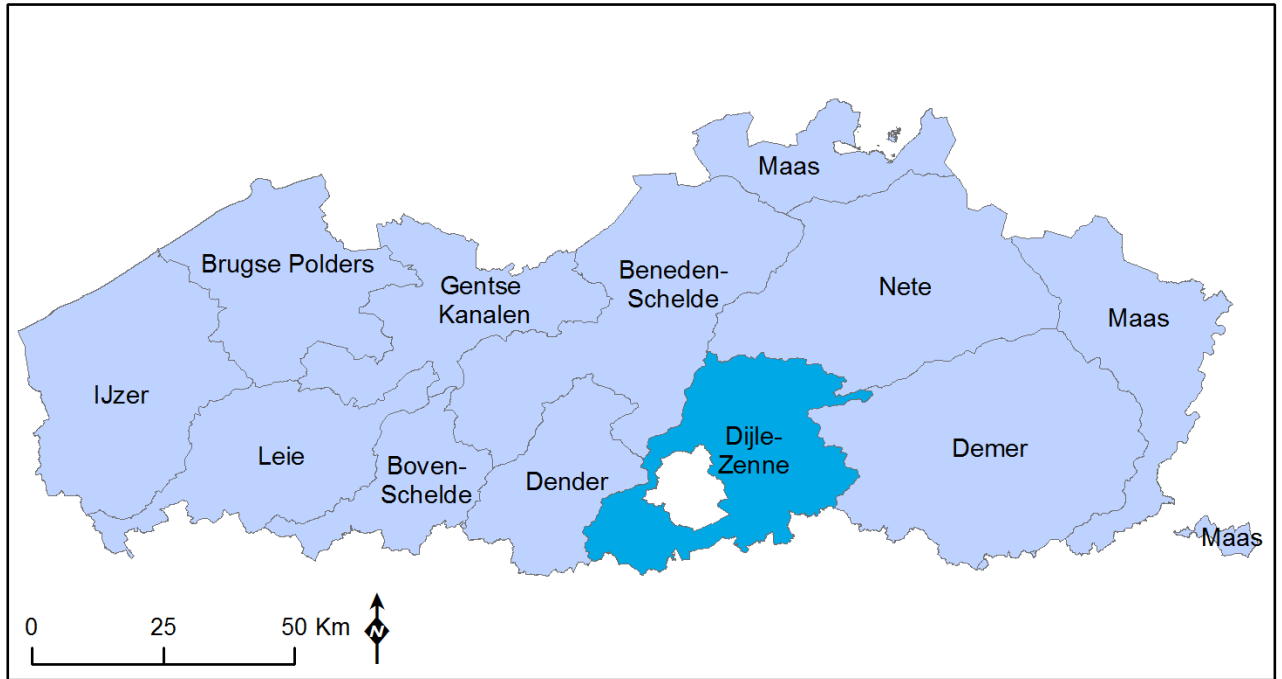 Maas
Brugse Polders
Gentse
Kanalen
Beneden-
Schelde
Nete
Maas
IJzer
Leie
Boven-
Schelde
Dender
Dijle-
Zenne
Demer
Maas
0 25 50 Km
N